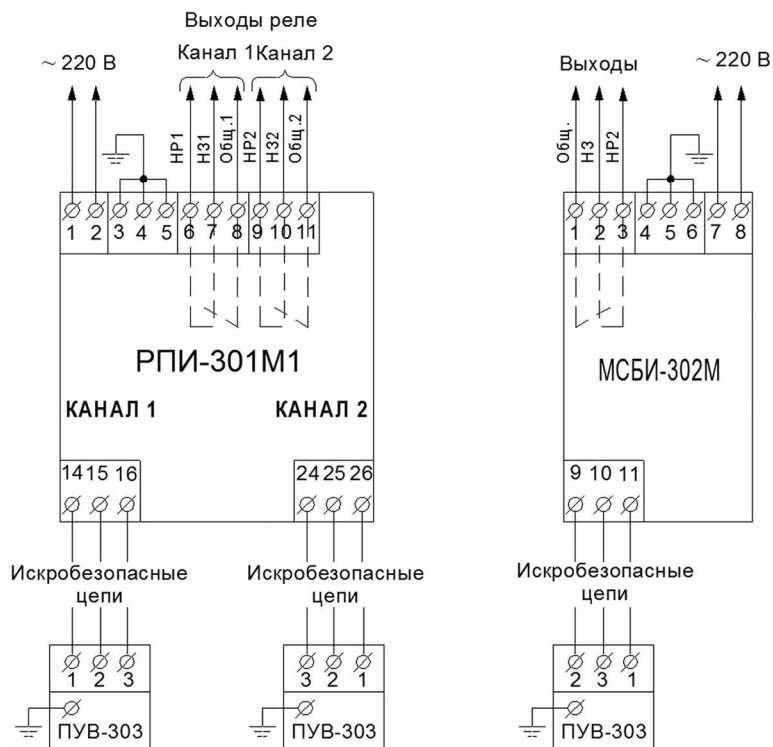 Выходы реле
Канал 1 Канал 2
~ 220 В
Выходы
~ 220 В
НР1
НЗ1
Общ.1
НР2
НЗ2
Общ.2
Общ.
НЗ
НР2
1 2 3 4 5 6 7 8 9 10 11
1 2 3 4 5 6 7 8
РПИ-301М1
МСБИ-302М
КАНАЛ 1 КАНАЛ 2
14 15 16
24 25 26
9 10 11
Искробезопасные
цепи
Искробезопасные
цепи
Искробезопасные
цепи
1 2 3
3 2 1
2 3 1
ПУВ-303
ПУВ-303
ПУВ-303